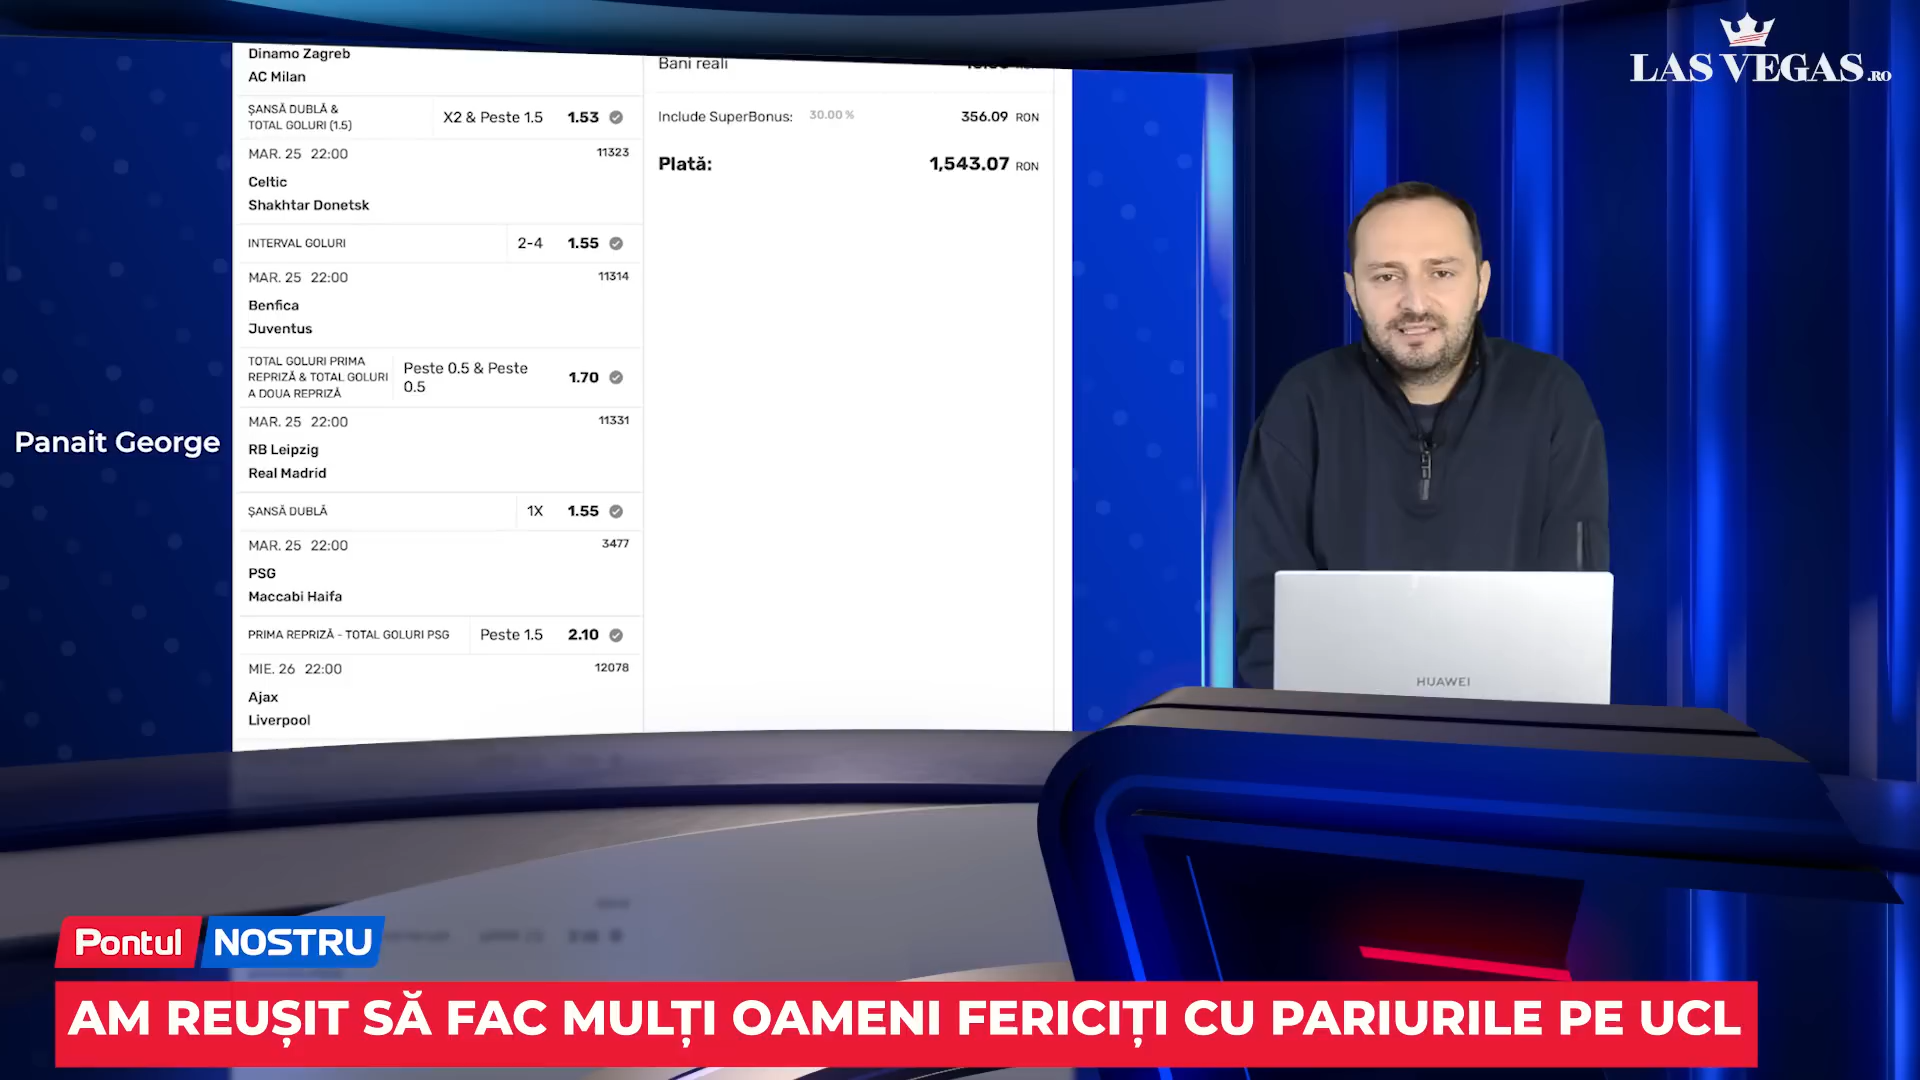 LAS VEGAS.RO
Dinamo Zagreb
AC Milan
ȘANSĂ DUBLĂ &
TOTAL GOLURI (1.5)
X2 & Peste 1.5
1.53
MAR. 25 22:00
11323
Celtic
Shakhtar Donetsk
INTERVAL GOLURI
2-4
1.55
MAR. 25 22:00
11314
Benfica
Juventus
TOTAL GOLURI PRIMA
REPRIZĂ & TOTAL GOLURI
A DOUA REPRIZĂ
Peste 0.5 & Peste
0.5
1.70
MAR. 25 22:00
11331
RB Leipzig
Real Madrid
ȘANSĂ DUBLĂ
1X
1.55
MAR. 25 22:00
3477
PSG
Maccabi Haifa
PRIMA REPRIZĂ - TOTAL GOLURI PSG
Peste 1.5
2.10
MIE. 26 22:00
12078
Ajax
Liverpool
Bani reali
Include SuperBonus:
30.00 %
356.09 RON
Plată:
1,543.07 RON
Panait George
HUAWEI
Pontul NOSTRU
AM REUȘIT SĂ FAC MULȚI OAMENI FERICIȚI CU PARIURILE PE UCL